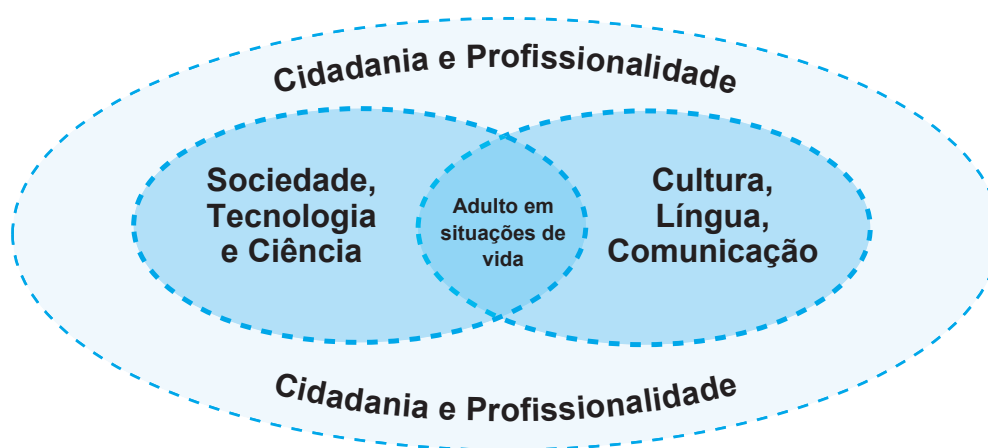 Cidadania e Profissionalidade
Sociedade,
Tecnologia
e Ciência
Adulto em
situações de
vida
Cultura,
Língua,
Comunicação
Cidadania e Profissionalidade